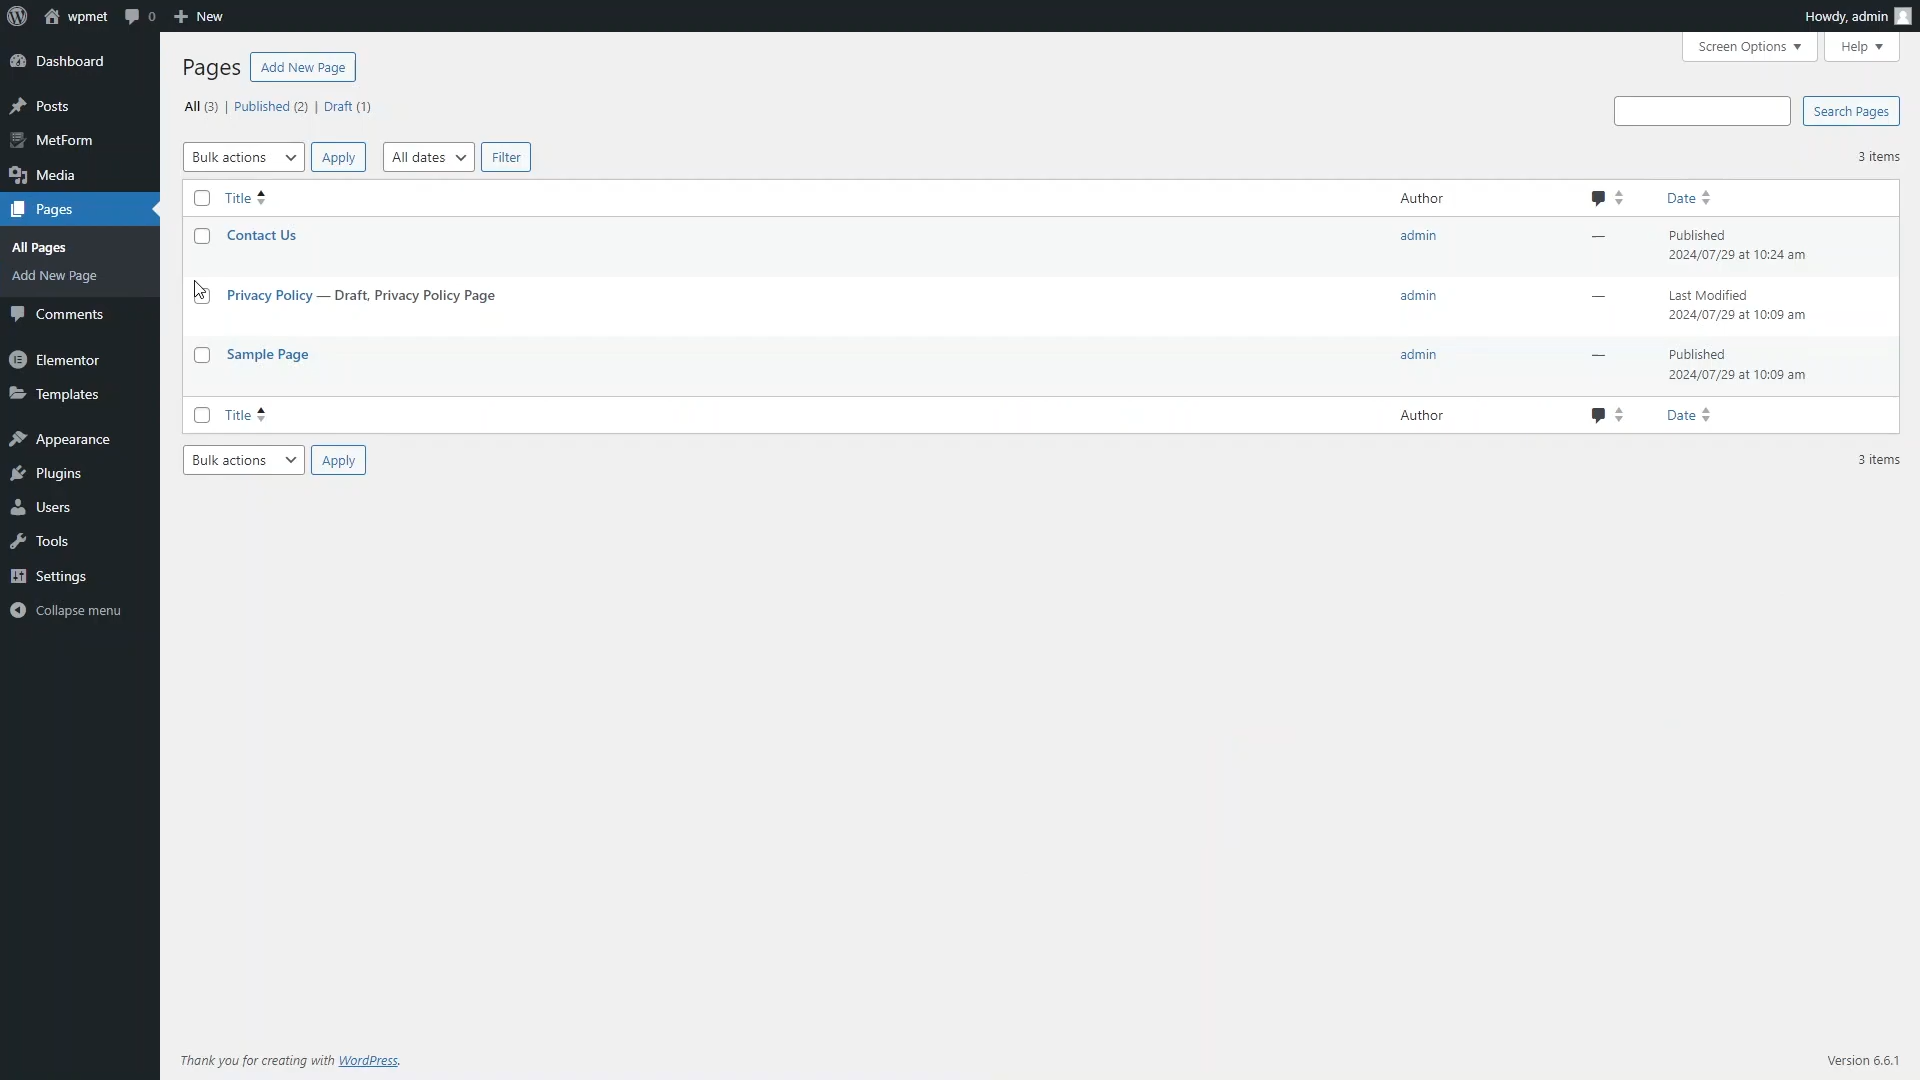 wpmet 0 New Howdy, admin
Dashboard
Posts
MetForm
Media
Pages
All Pages
Add New Page
Comments
Elementor
Templates
Appearance
Plugins
Users
Tools
Settings
Collapse menu
Screen Options Help
Pages Add New Page
All (3) | Published (2) | Draft (1)
Search Pages
Bulk actions Apply All dates Filter 3 items
Title Author Date
Contact Us admin — Published
2024/07/29 at 10:24 am
Privacy Policy — Draft, Privacy Policy Page admin — Last Modified
2024/07/29 at 10:09 am
Sample Page admin — Published
2024/07/29 at 10:09 am
Title Author Date
Bulk actions Apply 3 items
Thank you for creating with WordPress. Version 6.6.1